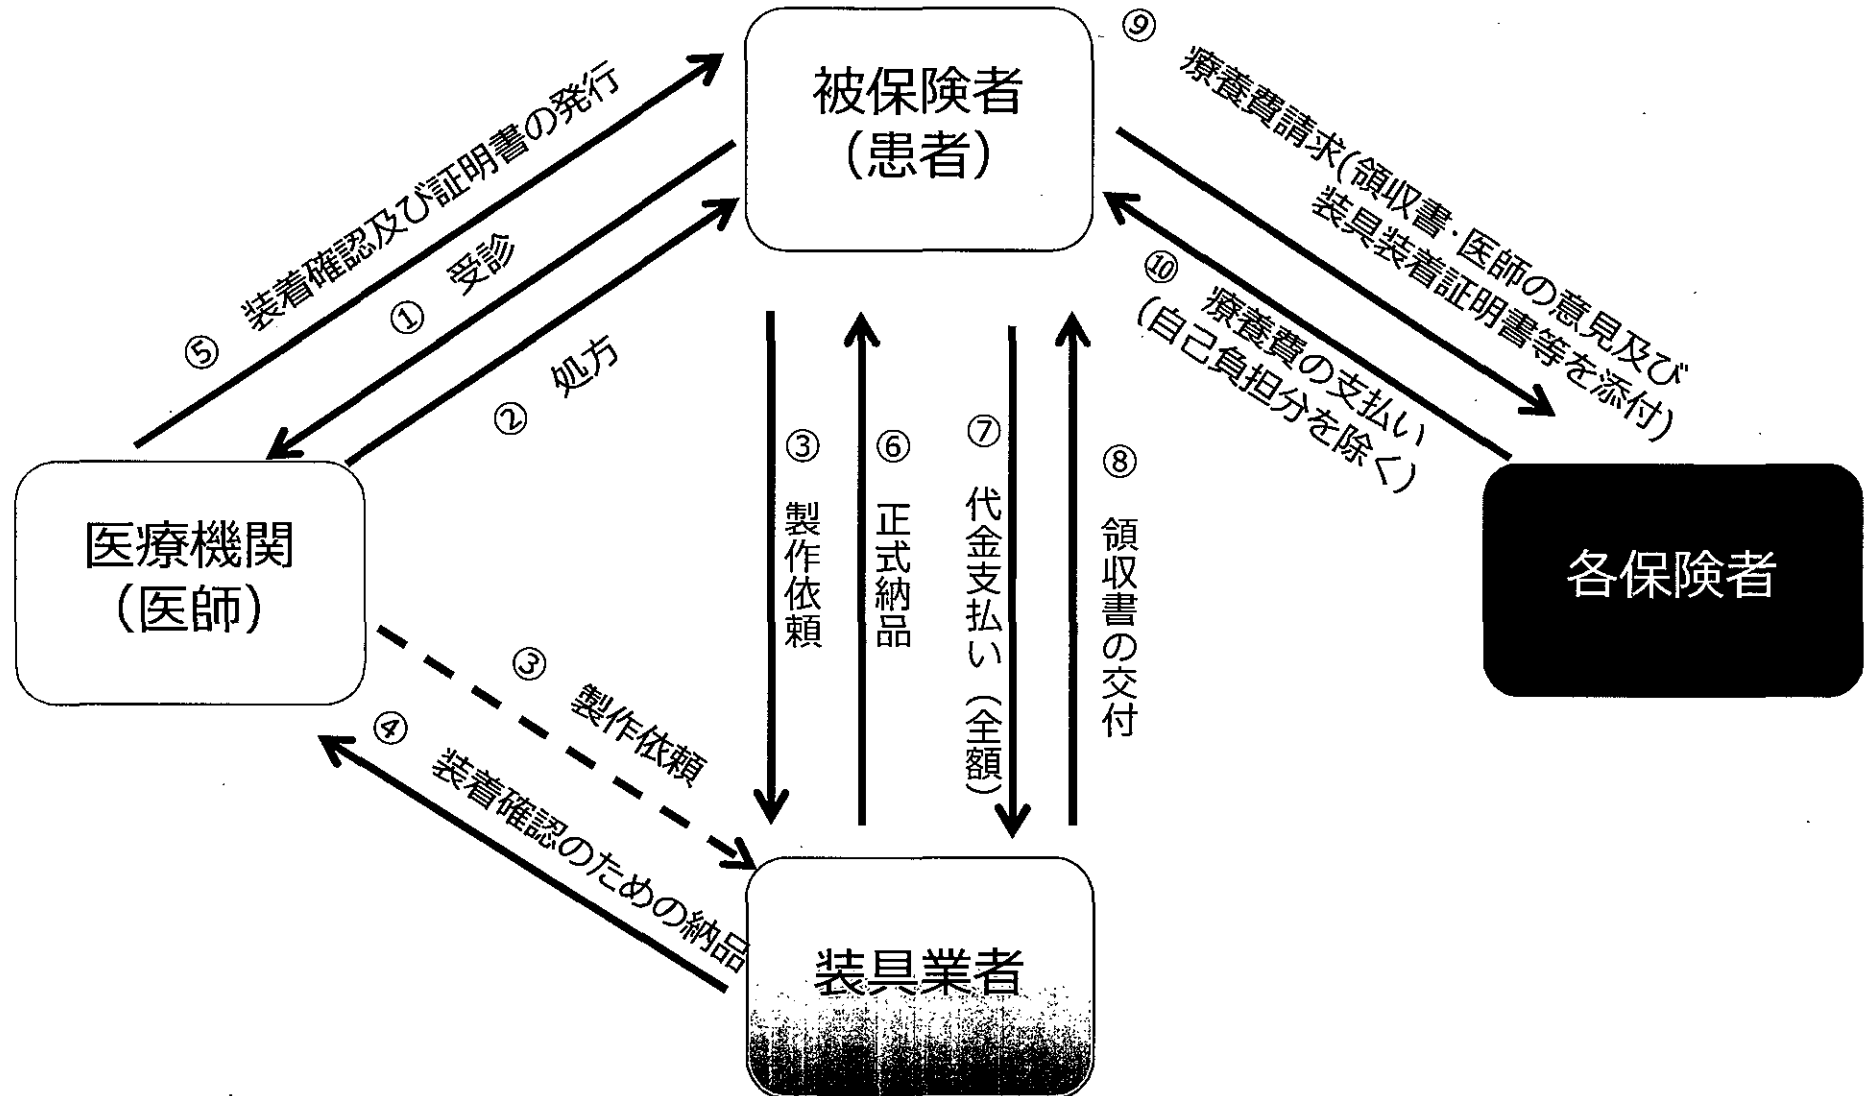 被保険者
（患者）
⑨ 療養費請求(領収書・医師の意見及び
装具装着証明書等を添付)
⑤ 装着確認及び証明書の発行
① 受診
② 処方
⑩ 療養費の支払い
(自己負担分を除く)
③ 製作依頼
⑥ 正式納品
⑦ 代金支払い（全額）
⑧ 領収書の交付
医療機関
（医師）
各保険者
③ 製作依頼
④ 装着確認のための納品
装具業者